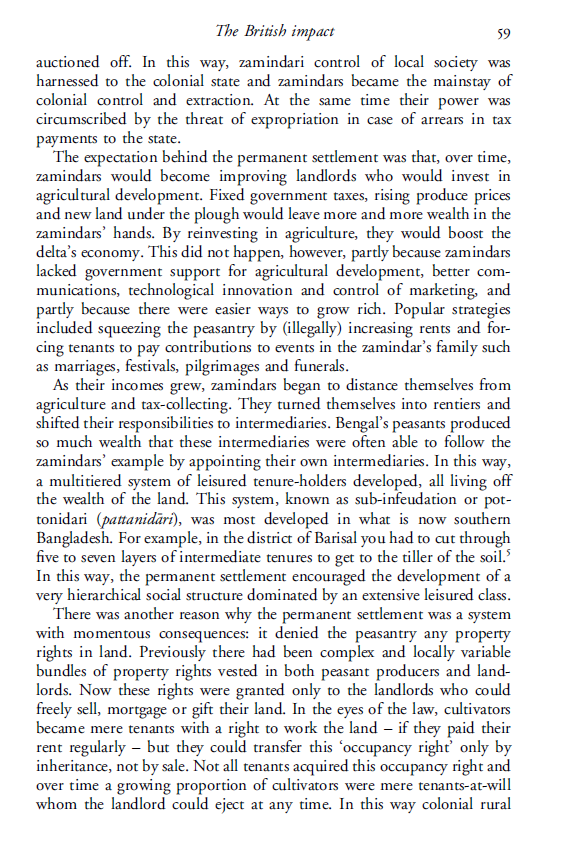 The British impact 59
auctioned off. In this way, zamindari control of local society was
harnessed to the colonial state and zamindars became the mainstay of
colonial control and extraction. At the same time their power was
circumscribed by the threat of expropriation in case of arrears in tax
payments to the state.
The expectation behind the permanent settlement was that, over time,
zamindars would become improving landlords who would invest in
agricultural development. Fixed government taxes, rising produce prices
and new land under the plough would leave more and more wealth in the
zamindars' hands. By reinvesting in agriculture, they would boost the
delta's economy. This did not happen, however, partly because zamindars
lacked government support for agricultural development, better com-
munications, technological innovation and control of marketing, and
partly because there were easier ways to grow rich. Popular strategies
included squeezing the peasantry by (illegally) increasing rents and for-
cing tenants to pay contributions to events in the zamindar's family such
as marriages, festivals, pilgrimages and funerals.
As their incomes grew, zamindars began to distance themselves from
agriculture and tax-collecting. They turned themselves into rentiers and
shifted their responsibilities to intermediaries. Bengal's peasants produced
so much wealth that these intermediaries were often able to follow the
zamindars' example by appointing their own intermediaries. In this way,
a multitiered system of leisured tenure-holders developed, all living off
the wealth of the land. This system, known as sub-infeudation or pot-
tonidari (pattanidāri), was most developed in what is now southern
Bangladesh. For example, in the district of Barisal you had to cut through
five to seven layers of intermediate tenures to get to the tiller of the soil.⁵
In this way, the permanent settlement encouraged the development of a
very hierarchical social structure dominated by an extensive leisured class.
There was another reason why the permanent settlement was a system
with momentous consequences: it denied the peasantry any property
rights in land. Previously there had been complex and locally variable
bundles of property rights vested in both peasant producers and land-
lords. Now these rights were granted only to the landlords who could
freely sell, mortgage or gift their land. In the eyes of the law, cultivators
became mere tenants with a right to work the land – if they paid their
rent regularly – but they could transfer this 'occupancy right' only by
inheritance, not by sale. Not all tenants acquired this occupancy right and
over time a growing proportion of cultivators were mere tenants-at-will
whom the landlord could eject at any time. In this way colonial rural